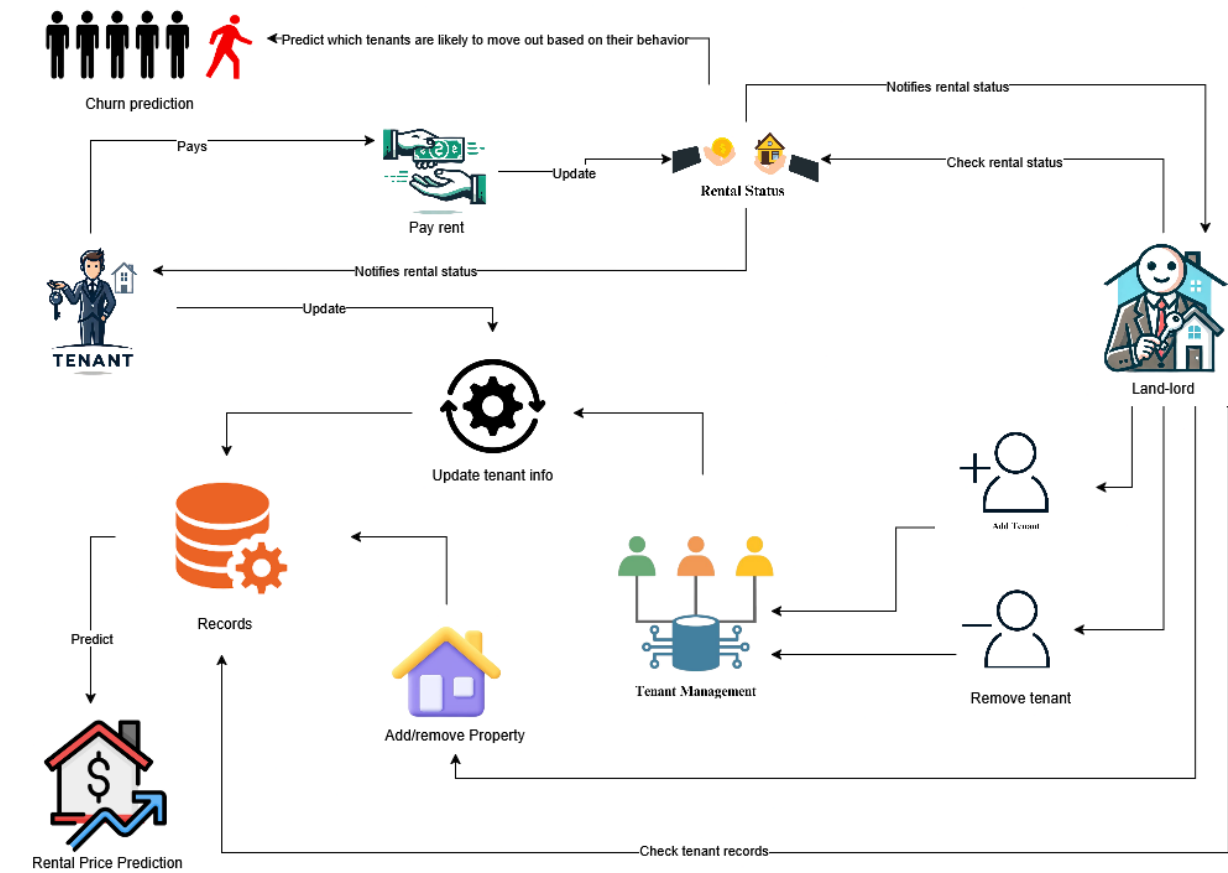 Predict which tenants are likely to move out based on their behavior
Churn prediction
Notifies rental status
Pays
Update
Check rental status
Rental Status
Pay rent
Notifies rental status
Update
TENANT
Land-lord
Update tenant info
Add Tenant
Records
Predict
Tenant Management
Remove tenant
Add/remove Property
Check tenant records
Rental Price Prediction